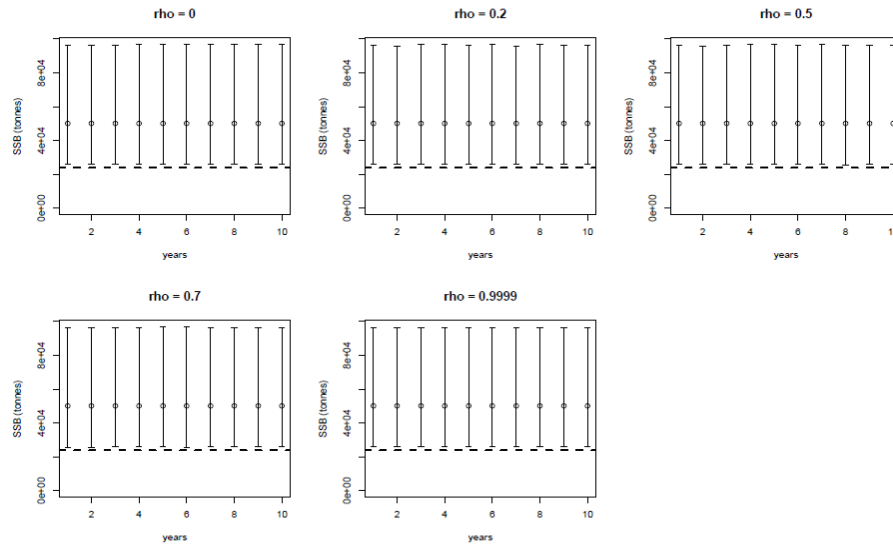 rho = 0
SSB (tonnes)
8e+04
4e+04
0e+00
2 4 6 8 10
years
rho = 0.2
SSB (tonnes)
8e+04
4e+04
0e+00
2 4 6 8 10
years
rho = 0.5
SSB (tonnes)
8e+04
4e+04
0e+00
2 4 6 8 1
years
rho = 0.7
SSB (tonnes)
8e+04
4e+04
0e+00
2 4 6 8 10
years
rho = 0.9999
SSB (tonnes)
8e+04
4e+04
0e+00
2 4 6 8 10
years